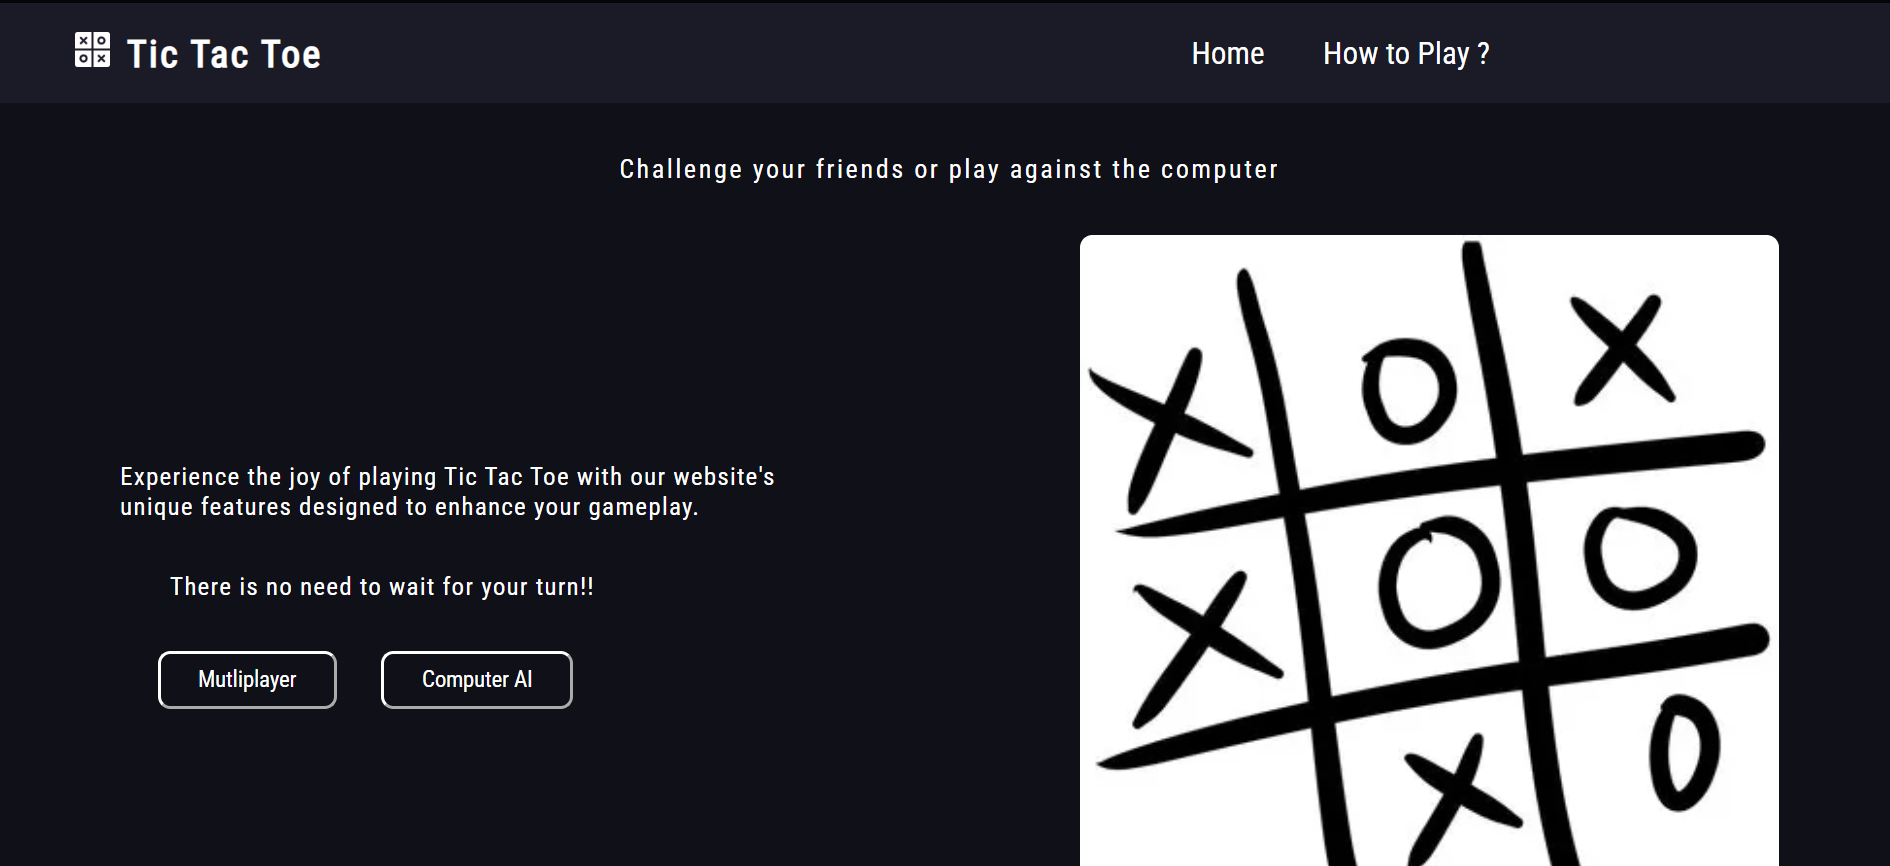 Tic Tac Toe
Home
How to Play ?
Challenge your friends or play against the computer
Experience the joy of playing Tic Tac Toe with our website's
unique features designed to enhance your gameplay.
There is no need to wait for your turn!!
Mutliplayer
Computer AI
X O X
X O O
X O